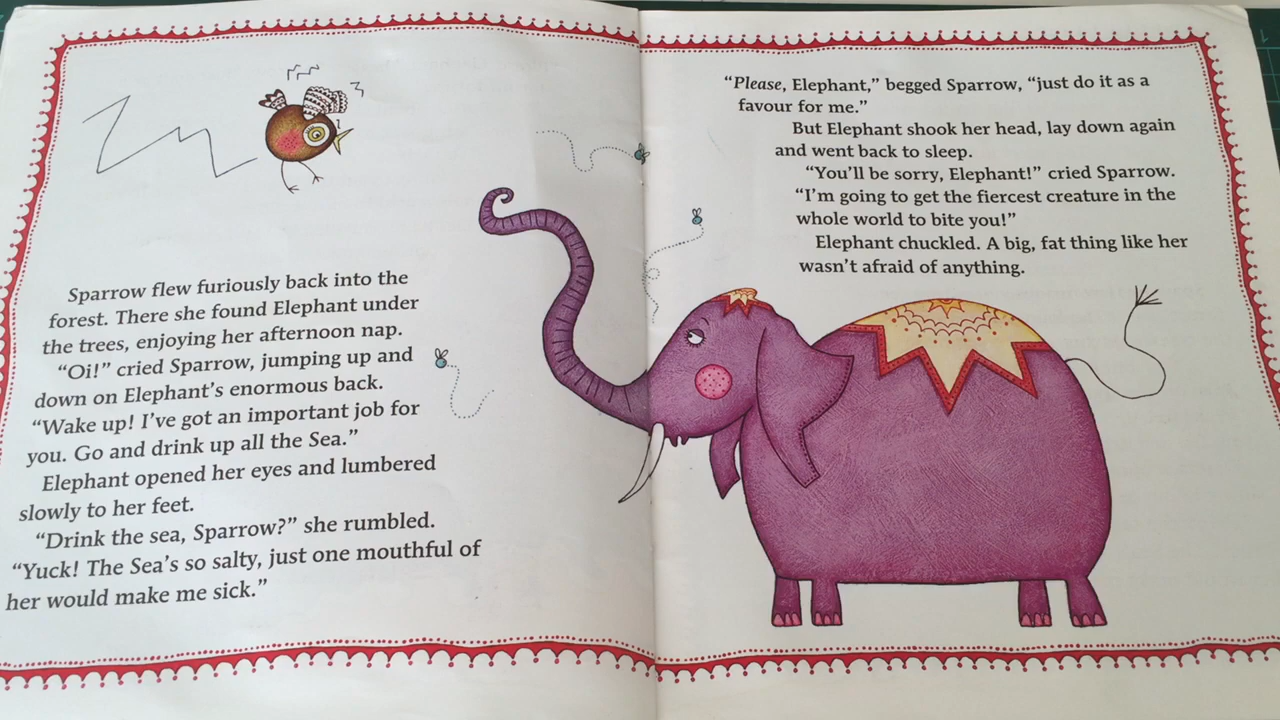 Sparrow flew furiously back into the
forest. There she found Elephant under
the trees, enjoying her afternoon nap.
“Oi!” cried Sparrow, jumping up and
down on Elephant’s enormous back.
“Wake up! I’ve got an important job for
you. Go and drink up all the Sea.”
Elephant opened her eyes and lumbered
slowly to her feet.
“Drink the sea, Sparrow?” she rumbled.
“Yuck! The Sea’s so salty, just one mouthful of
her would make me sick.”
“Please, Elephant,” begged Sparrow, “just do it as a
favour for me.”
But Elephant shook her head, lay down again
and went back to sleep.
“You’ll be sorry, Elephant!” cried Sparrow.
“I’m going to get the fiercest creature in the
whole world to bite you!”
Elephant chuckled. A big, fat thing like her
wasn’t afraid of anything.